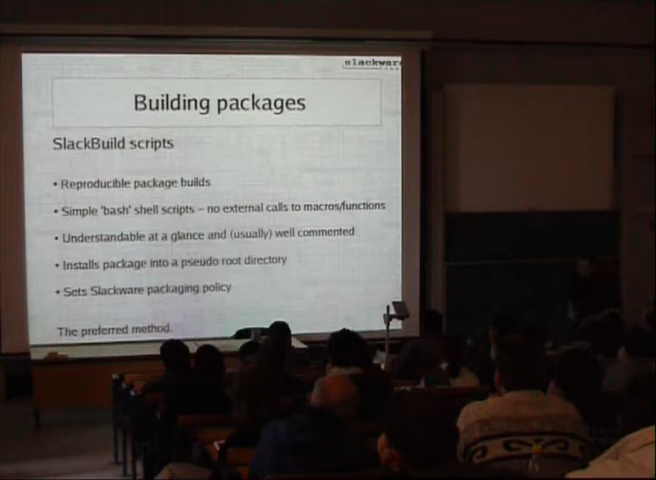 slackware
Building packages
SlackBuild scripts
• Reproducible package builds
• Simple 'bash' shell scripts – no external calls to macros/functions
• Understandable at a glance and (usually) well commented
• Installs package into a pseudo root directory
• Sets Slackware packaging policy
The preferred method.